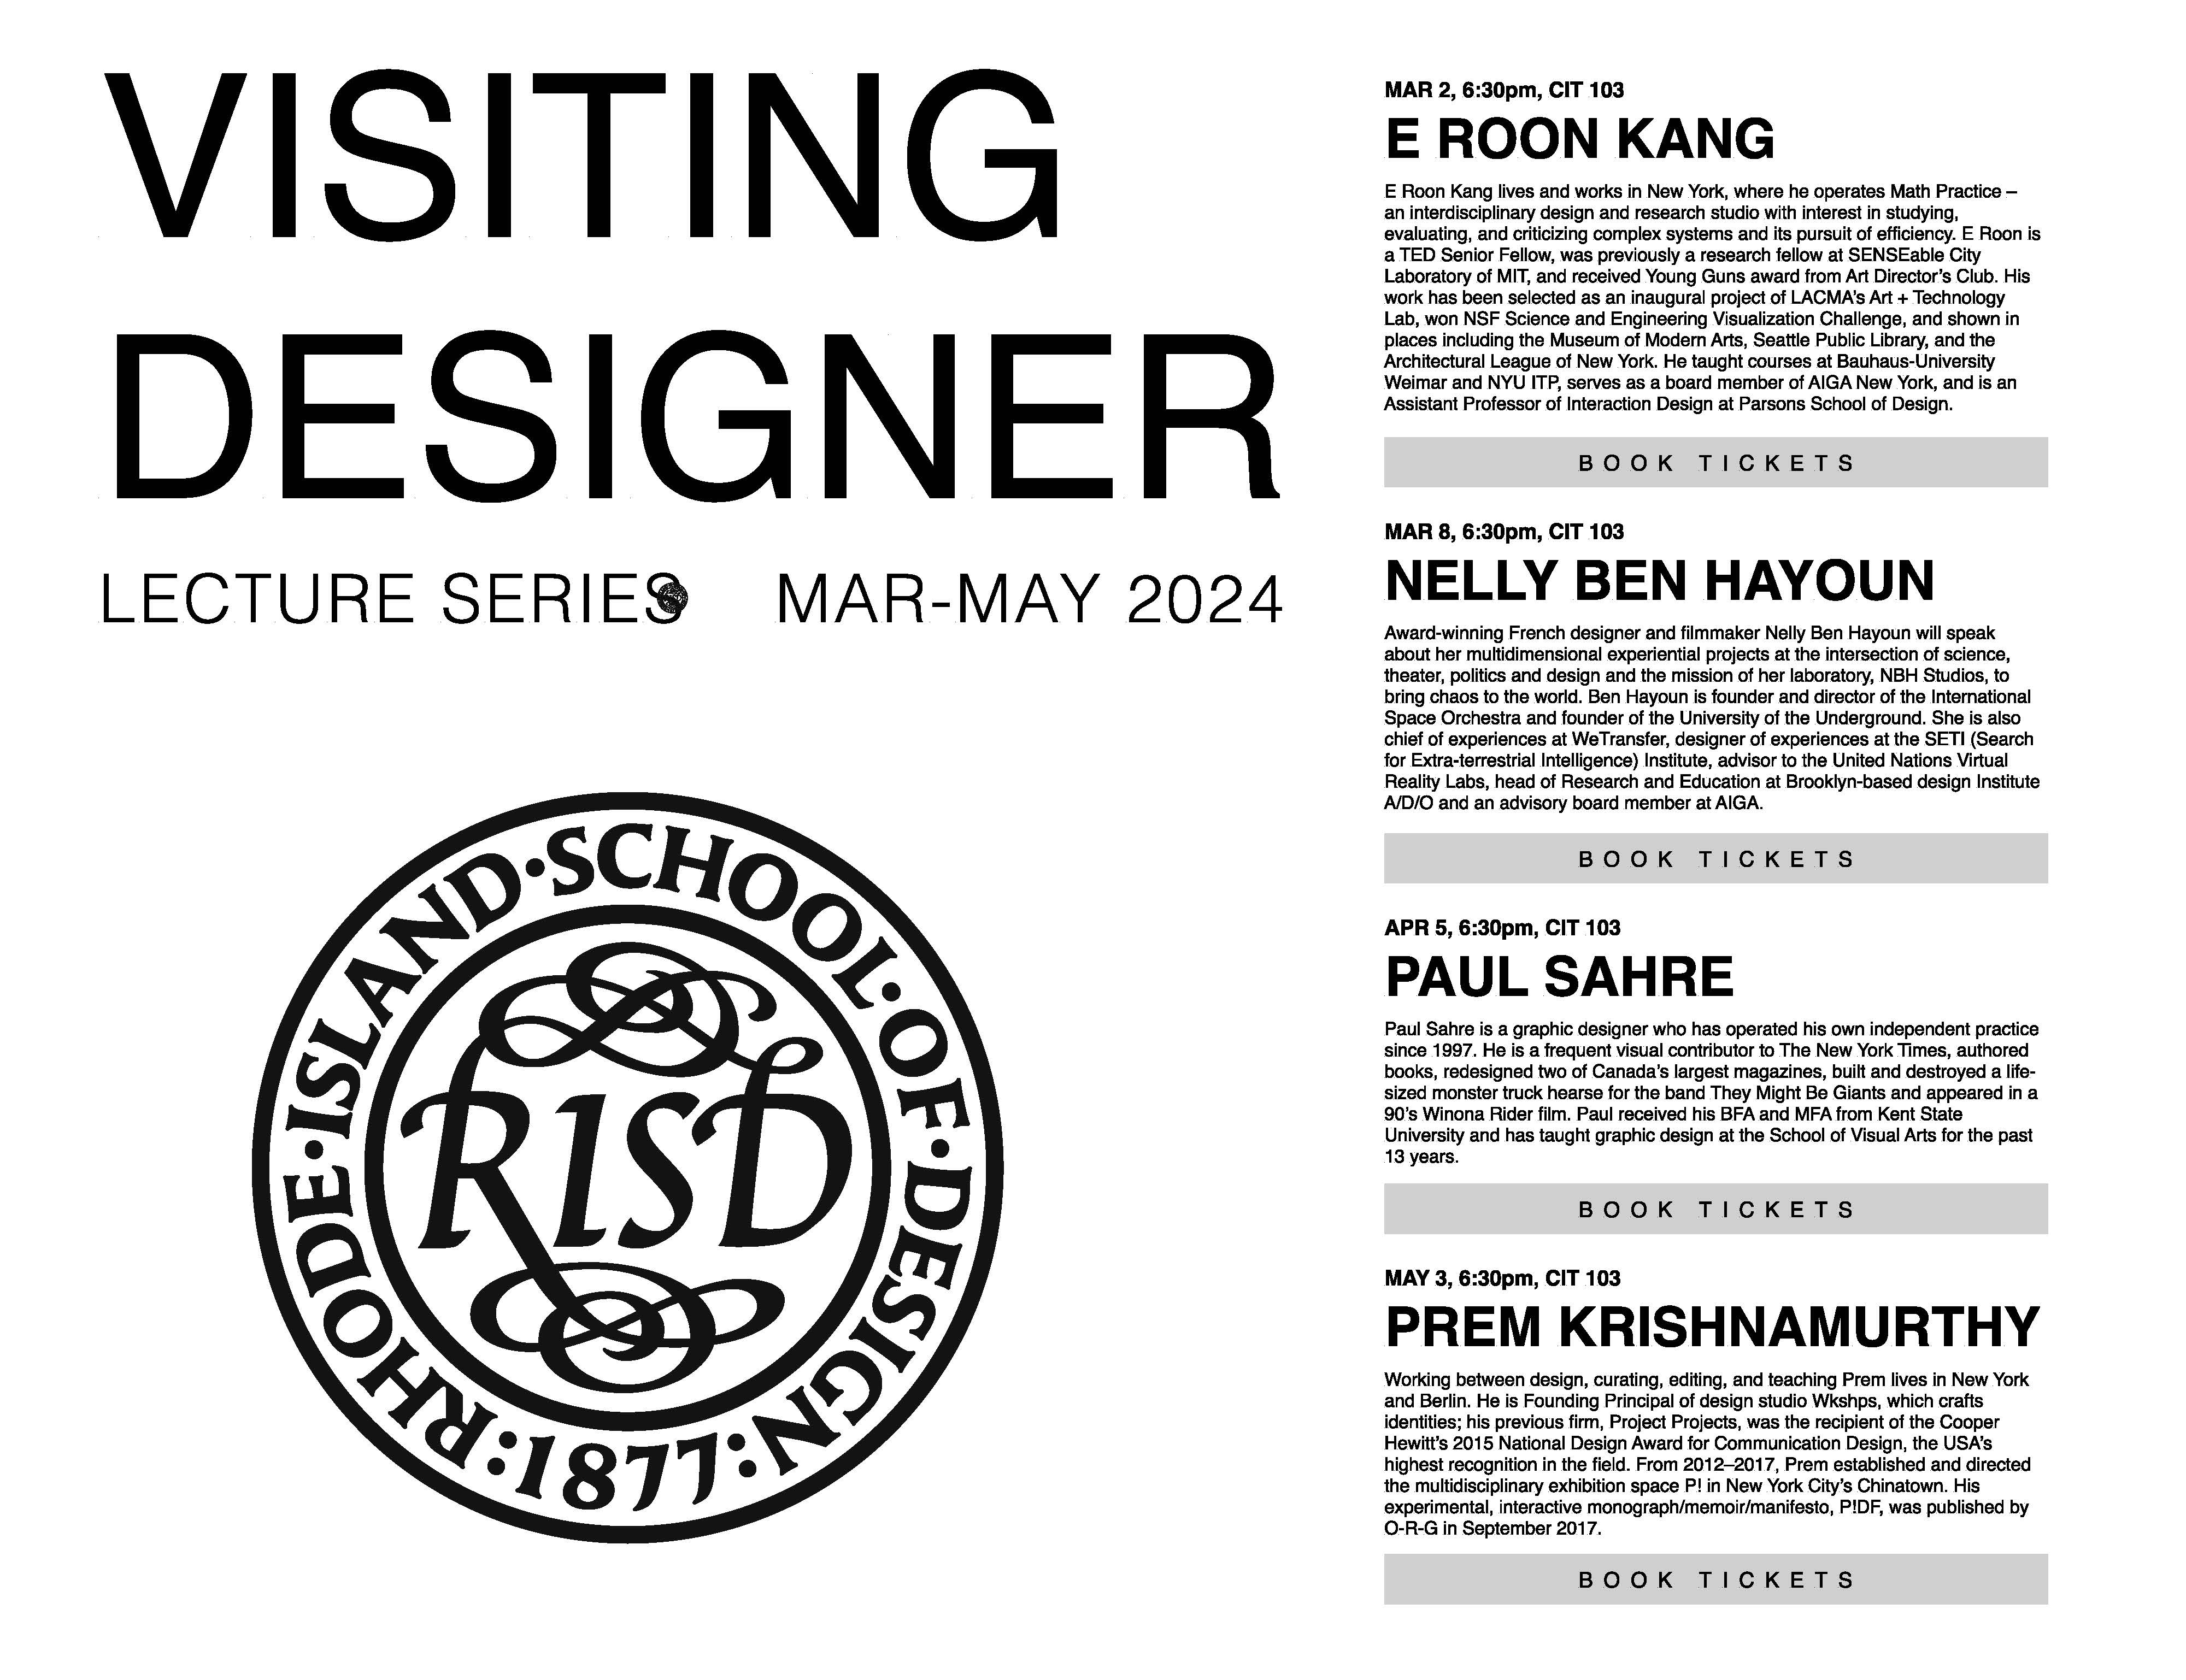 VISITING
DESIGNER
LECTURE SERIES MAR-MAY 2024
RHODE·ISLAND·SCHOOL·OF·DESIGN
:1877:
RISD
MAR 2, 6:30pm, CIT 103
E ROON KANG
E Roon Kang lives and works in New York, where he operates Math Practice –
an interdisciplinary design and research studio with interest in studying,
evaluating, and criticizing complex systems and its pursuit of efficiency. E Roon is
a TED Senior Fellow, was previously a research fellow at SENSEable City
Laboratory of MIT, and received Young Guns award from Art Director’s Club. His
work has been selected as an inaugural project of LACMA’s Art + Technology
Lab, won NSF Science and Engineering Visualization Challenge, and shown in
places including the Museum of Modern Arts, Seattle Public Library, and the
Architectural League of New York. He taught courses at Bauhaus-University
Weimar and NYU ITP, serves as a board member of AIGA New York, and is an
Assistant Professor of Interaction Design at Parsons School of Design.
BOOK TICKETS
MAR 8, 6:30pm, CIT 103
NELLY BEN HAYOUN
Award-winning French designer and filmmaker Nelly Ben Hayoun will speak
about her multidimensional experiential projects at the intersection of science,
theater, politics and design and the mission of her laboratory, NBH Studios, to
bring chaos to the world. Ben Hayoun is founder and director of the International
Space Orchestra and founder of the University of the Underground. She is also
chief of experiences at WeTransfer, designer of experiences at the SETI (Search
for Extra-terrestrial Intelligence) Institute, advisor to the United Nations Virtual
Reality Labs, head of Research and Education at Brooklyn-based design Institute
A/D/O and an advisory board member at AIGA.
BOOK TICKETS
APR 5, 6:30pm, CIT 103
PAUL SAHRE
Paul Sahre is a graphic designer who has operated his own independent practice
since 1997. He is a frequent visual contributor to The New York Times, authored
books, redesigned two of Canada’s largest magazines, built and destroyed a life-
sized monster truck hearse for the band They Might Be Giants and appeared in a
90’s Winona Rider film. Paul received his BFA and MFA from Kent State
University and has taught graphic design at the School of Visual Arts for the past
13 years.
BOOK TICKETS
MAY 3, 6:30pm, CIT 103
PREM KRISHNAMURTHY
Working between design, curating, editing, and teaching Prem lives in New York
and Berlin. He is Founding Principal of design studio Wkshps, which crafts
identities; his previous firm, Project Projects, was the recipient of the Cooper
Hewitt’s 2015 National Design Award for Communication Design, the USA’s
highest recognition in the field. From 2012–2017, Prem established and directed
the multidisciplinary exhibition space P! in New York City’s Chinatown. His
experimental, interactive monograph/memoir/manifesto, P!DF, was published by
O-R-G in September 2017.
BOOK TICKETS